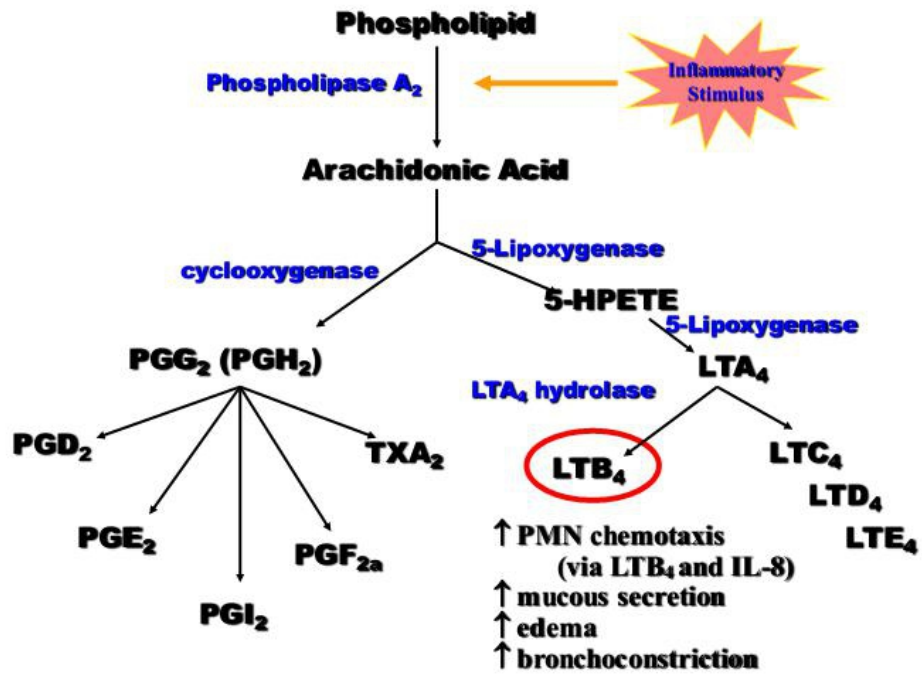 Phospholipid
Phospholipase A₂
Inflammatory
Stimulus
Arachidonic Acid
cyclooxygenase
5-Lipoxygenase
5-HPETE
5-Lipoxygenase
PGG₂ (PGH₂)
LTA₄
LTA₄ hydrolase
PGD₂
TXA₂
LTB₄
LTC₄
LTD₄
LTE₄
PGE₂
PGF₂a
PGI₂
↑ PMN chemotaxis
(via LTB₄ and IL-8)
↑ mucous secretion
↑ edema
↑ bronchoconstriction